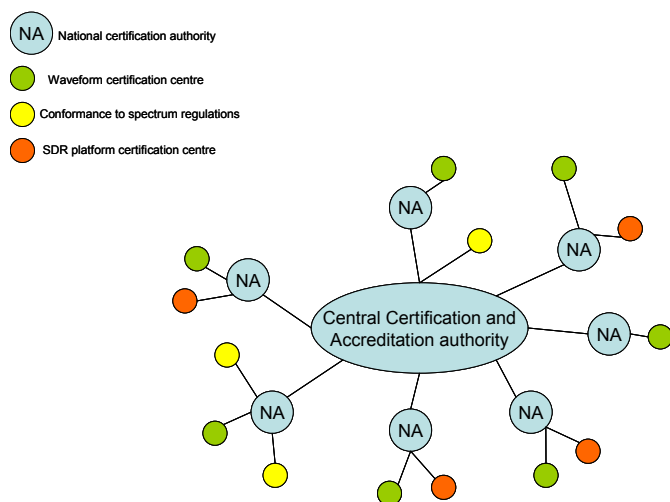 NA National certification authority
Waveform certification centre
Conformance to spectrum regulations
SDR platform certification centre
NA
NA
NA
Central Certification and
Accreditation authority
NA
NA
NA
NA